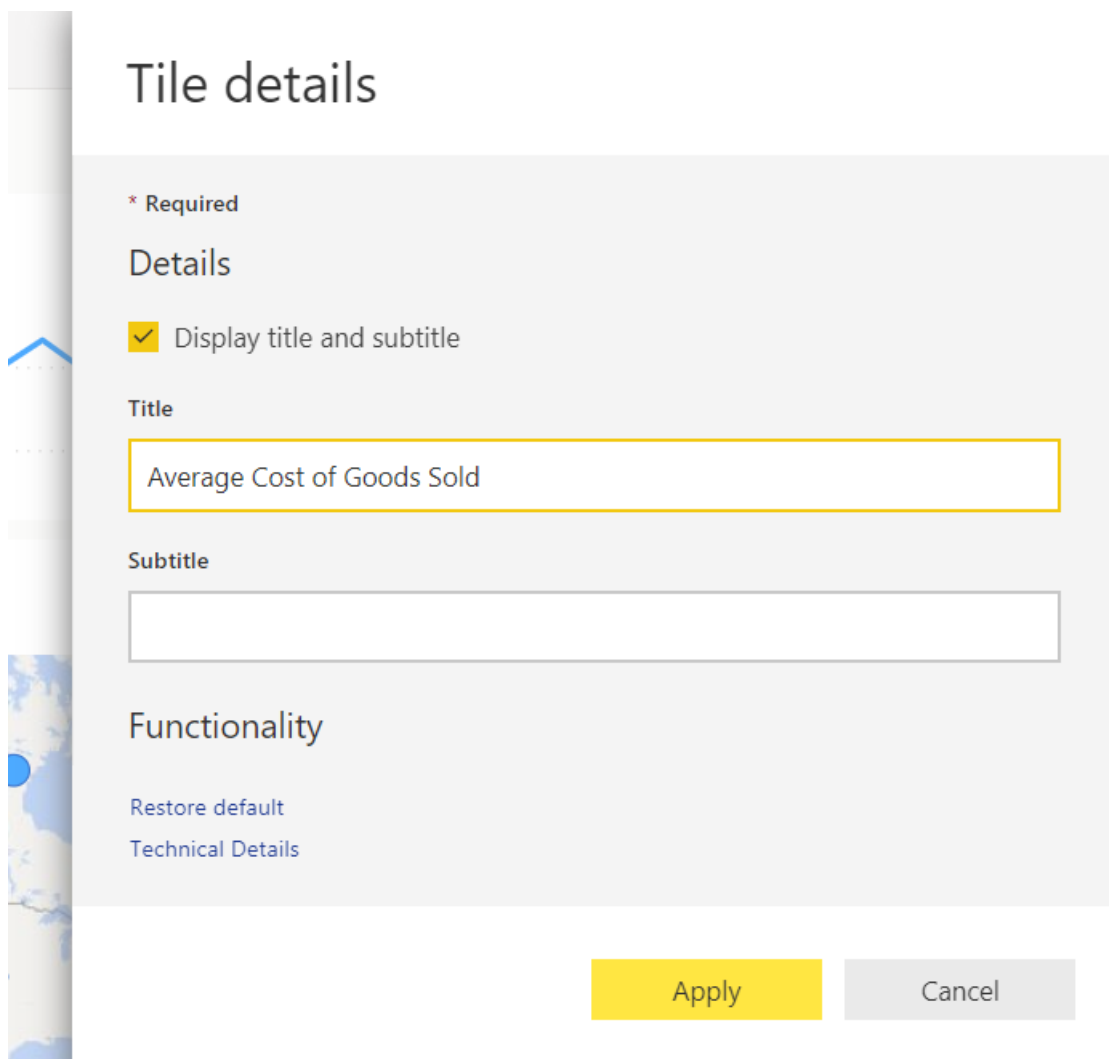 Tile details
* Required
Details
Display title and subtitle
Title
Average Cost of Goods Sold
Subtitle
Functionality
Restore default
Technical Details
Apply
Cancel